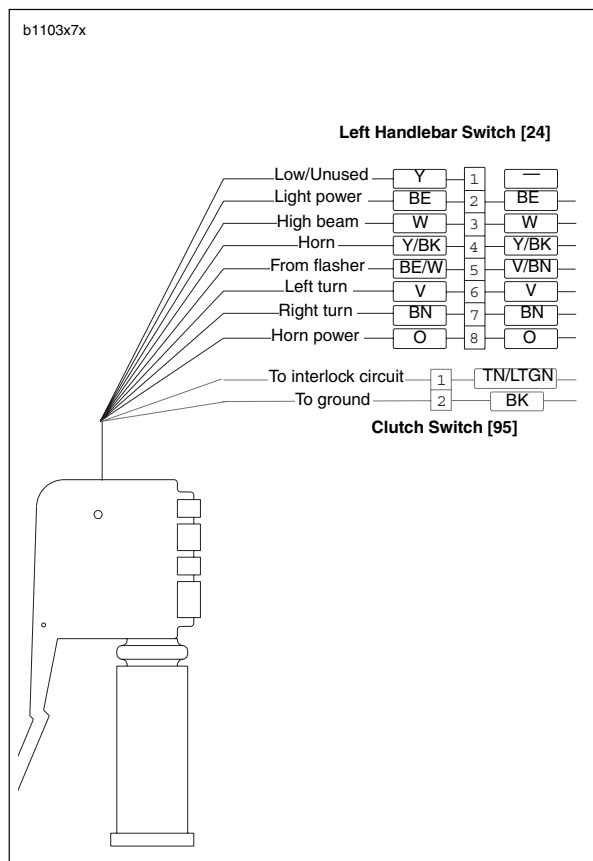 b1103x7x
Left Handlebar Switch [24]
Low/Unused Y 1 —
Light power BE 2 BE
High beam W 3 W
Horn Y/BK 4 Y/BK
From flasher BE/W 5 V/BN
Left turn V 6 V
Right turn BN 7 BN
Horn power O 8 O
To interlock circuit 1 TN/LTGN
To ground 2 BK
Clutch Switch [95]